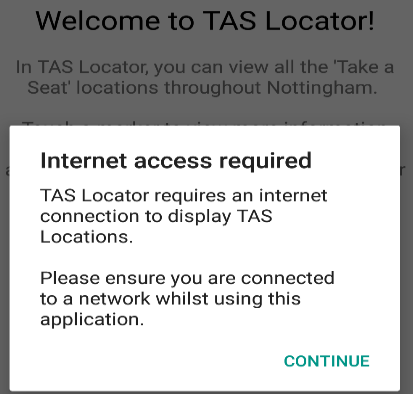 Welcome to TAS Locator!
In TAS Locator, you can view all the 'Take a
Seat' locations throughout Nottingham.
Internet access required
TAS Locator requires an internet
connection to display TAS
Locations.
Please ensure you are connected
to a network whilst using this
application.
CONTINUE